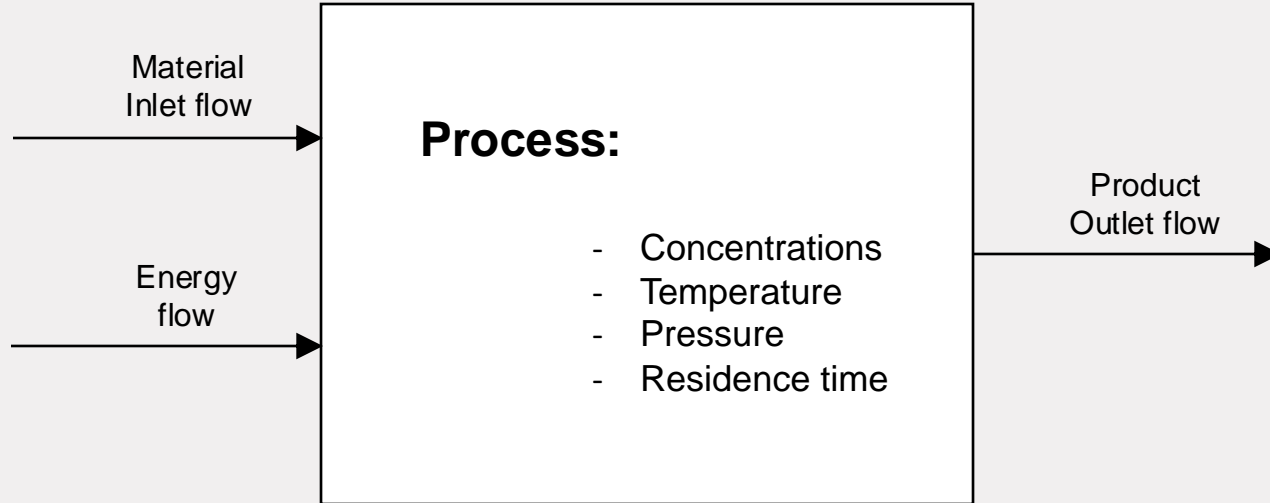 Material
Inlet flow
Process:
Product
Outlet flow
- Concentrations
Energy
flow
- Temperature
- Pressure
- Residence time